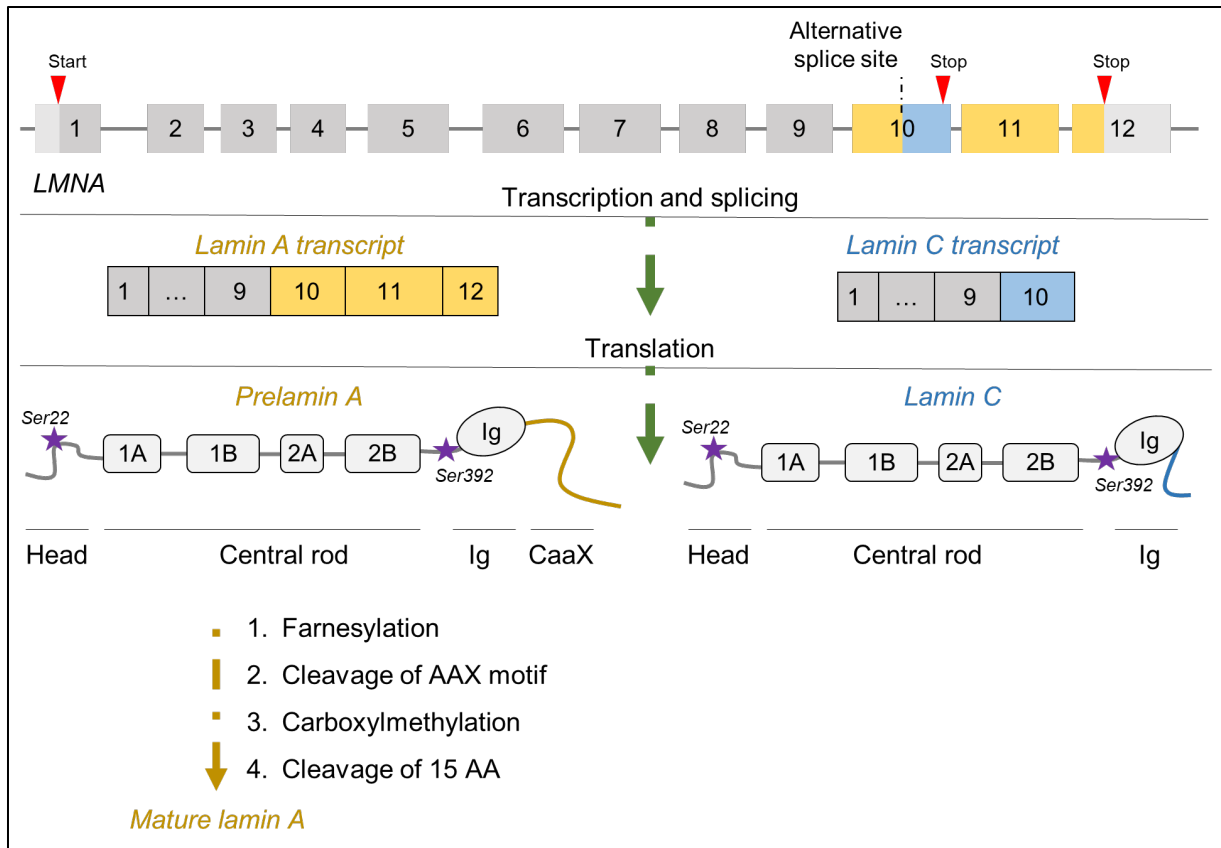 Alternative
splice site
Start
Stop
Stop
1 2 3 4 5 6 7 8 9 10 11 12
LMNA
Transcription and splicing
Lamin A transcript
Lamin C transcript
1 … 9 10 11 12
1 … 9 10
Translation
Prelamin A
Lamin C
Ser22
1A 1B 2A 2B
Ser392
Ig
Ser22
1A 1B 2A 2B
Ser392
Ig
Head Central rod Ig CaaX
Head Central rod Ig
1. Farnesylation
2. Cleavage of AAX motif
3. Carboxylmethylation
4. Cleavage of 15 AA
Mature lamin A